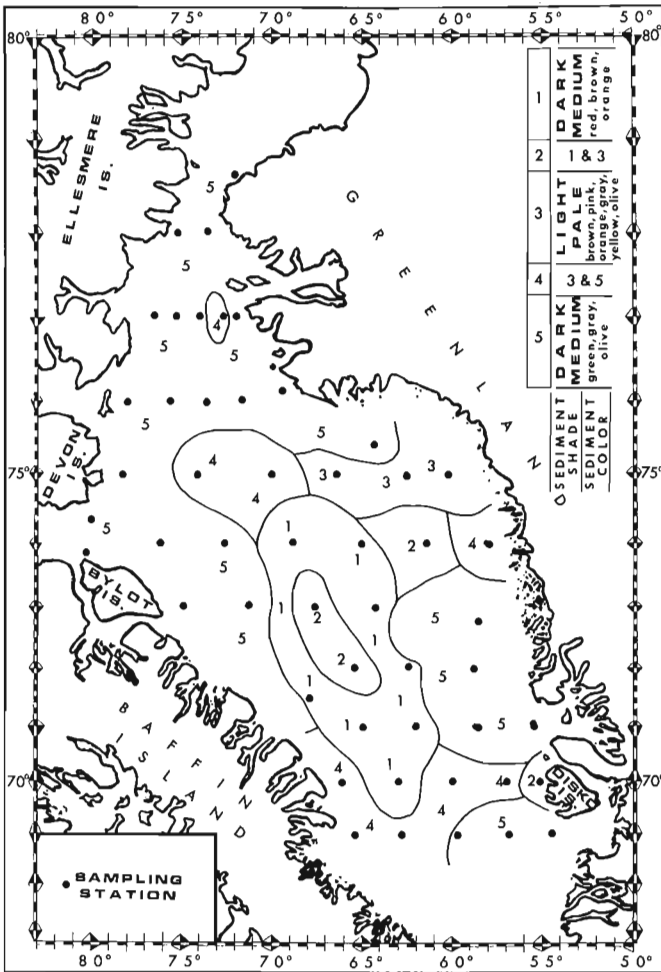 80° 75° 70° 65° 60° 55° 50°
80° 80°
ELLESMERE
IS.
GREENLAND
1 DARK
MEDIUM
red, brown,
orange
2 1 & 3
3 LIGHT
PALE
brown, pink,
orange, gray,
yellow, olive
4 3 & 5
5 DARK
MEDIUM
green, gray,
olive
SEDIMENT
SHADE
SEDIMENT
COLOR
5
5
4
5 5
5 5
DEVON
IS.
75° 75°
4 3 3 3
4
1 2 4
5 5 1
BYLOT
IS.
1 2 5
5 1
2 5
1 1
BAFFIN
ISLAND
1 5
70° 4 1 4 2 DISKO
IS.
70°
4 4 5
SAMPLING
STATION
80° 75° 70° 65° 60° 55° 50°